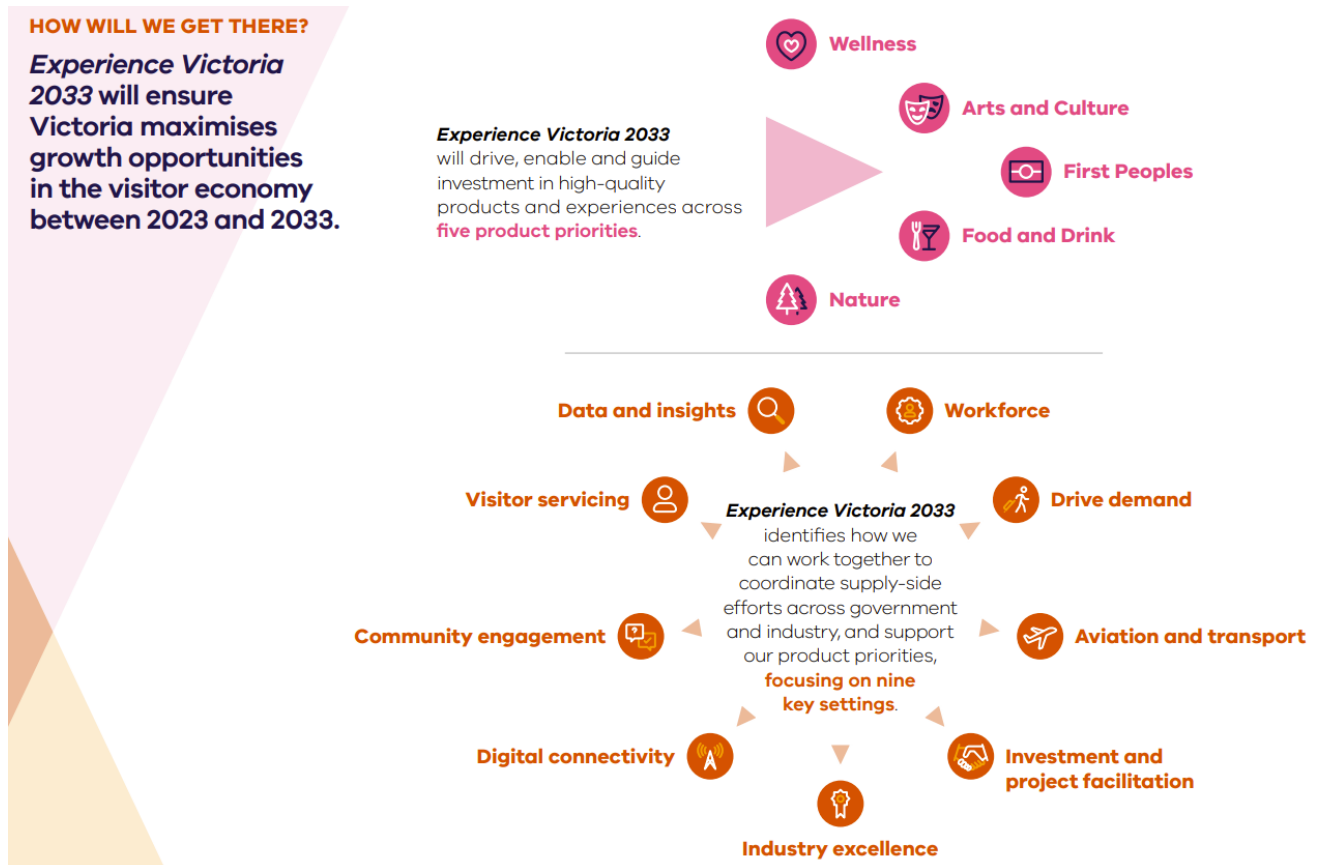 HOW WILL WE GET THERE?
Experience Victoria
2033 will ensure
Victoria maximises
growth opportunities
in the visitor economy
between 2023 and 2033.
Experience Victoria 2033
will drive, enable and guide
investment in high-quality
products and experiences across
five product priorities.
Wellness
Arts and Culture
First Peoples
Food and Drink
Nature
Data and insights
Workforce
Visitor servicing
Drive demand
Experience Victoria 2033
identifies how we
can work together to
coordinate supply-side
efforts across government
and industry, and support
our product priorities,
focusing on nine
key settings.
Community engagement
Aviation and transport
Digital connectivity
Investment and
project facilitation
Industry excellence